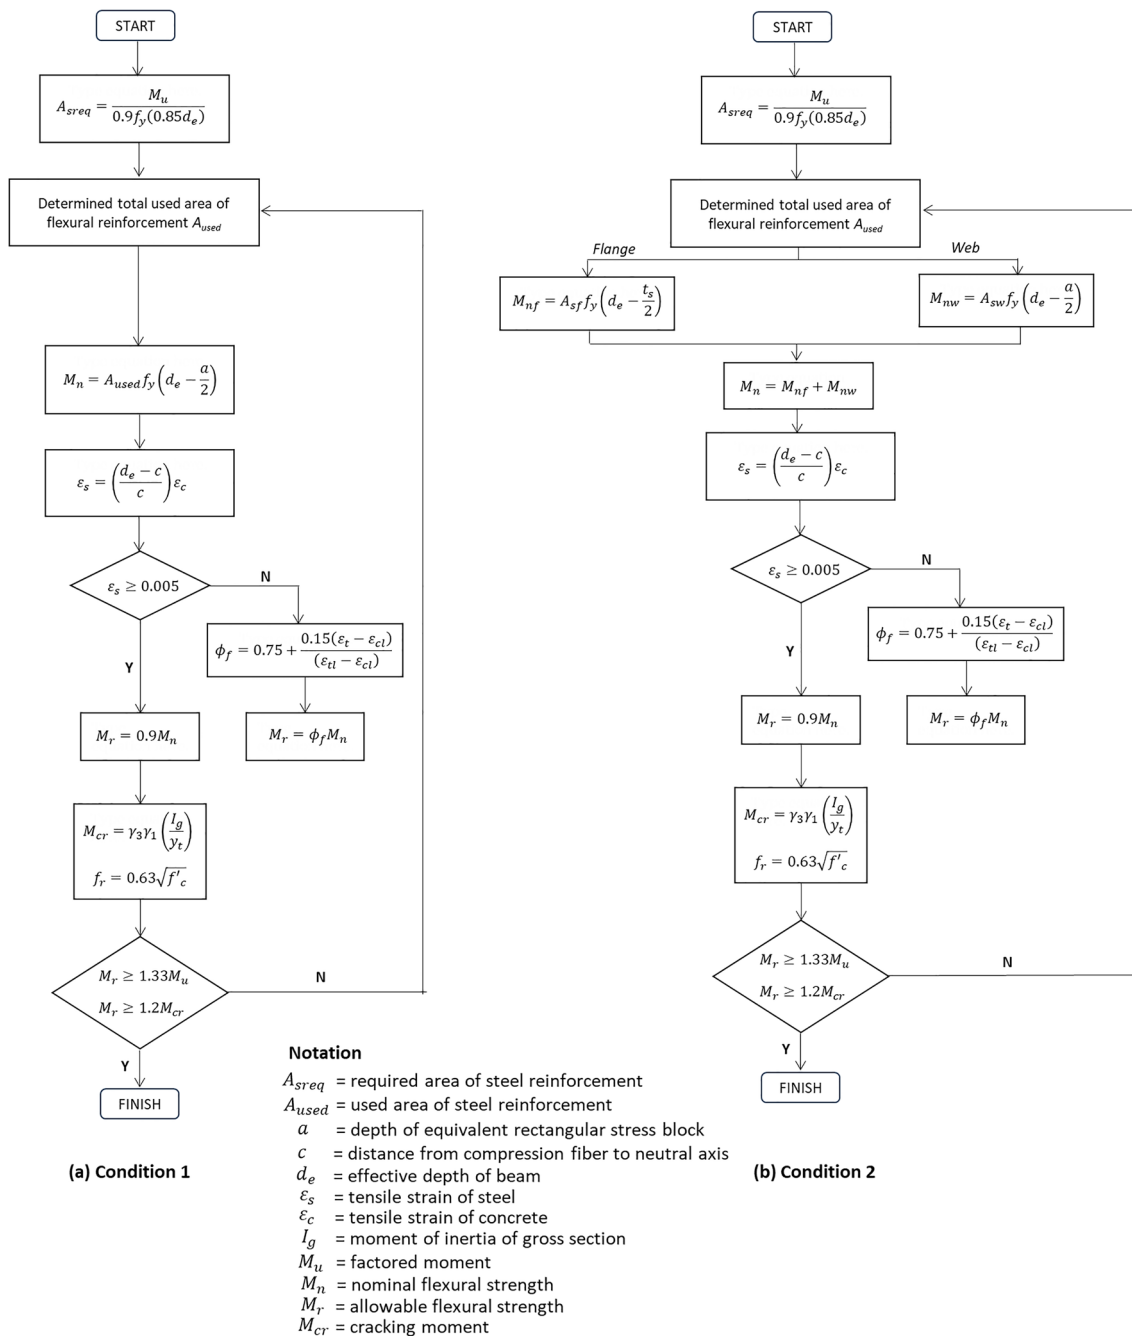 START
A_sreq = M_u / 0.9f_y(0.85d_e)
Determined total used area of
flexural reinforcement A_used
M_n = A_used f_y (d_e − a/2)
ε_s = ((d_e − c)/c) ε_c
ε_s ≥ 0.005
N
ϕ_f = 0.75 + 0.15(ε_t − ε_cl)/(ε_tl − ε_cl)
Y
M_r = 0.9M_n
M_r = ϕ_f M_n
M_cr = γ_3γ_1 (I_g/y_t)
f_r = 0.63√f'_c
M_r ≥ 1.33M_u
M_r ≥ 1.2M_cr
N
Y
FINISH
(a) Condition 1
START
A_sreq = M_u / 0.9f_y(0.85d_e)
Determined total used area of
flexural reinforcement A_used
Flange
Web
M_nf = A_sf f_y (d_e − t_s/2)
M_nw = A_sw f_y (d_e − a/2)
M_n = M_nf + M_nw
ε_s = ((d_e − c)/c) ε_c
ε_s ≥ 0.005
N
ϕ_f = 0.75 + 0.15(ε_t − ε_cl)/(ε_tl − ε_cl)
Y
M_r = 0.9M_n
M_r = ϕ_f M_n
M_cr = γ_3γ_1 (I_g/y_t)
f_r = 0.63√f'_c
M_r ≥ 1.33M_u
M_r ≥ 1.2M_cr
N
Y
FINISH
(b) Condition 2
Notation
A_sreq = required area of steel reinforcement
A_used = used area of steel reinforcement
a = depth of equivalent rectangular stress block
c = distance from compression fiber to neutral axis
d_e = effective depth of beam
ε_s = tensile strain of steel
ε_c = tensile strain of concrete
I_g = moment of inertia of gross section
M_u = factored moment
M_n = nominal flexural strength
M_r = allowable flexural strength
M_cr = cracking moment